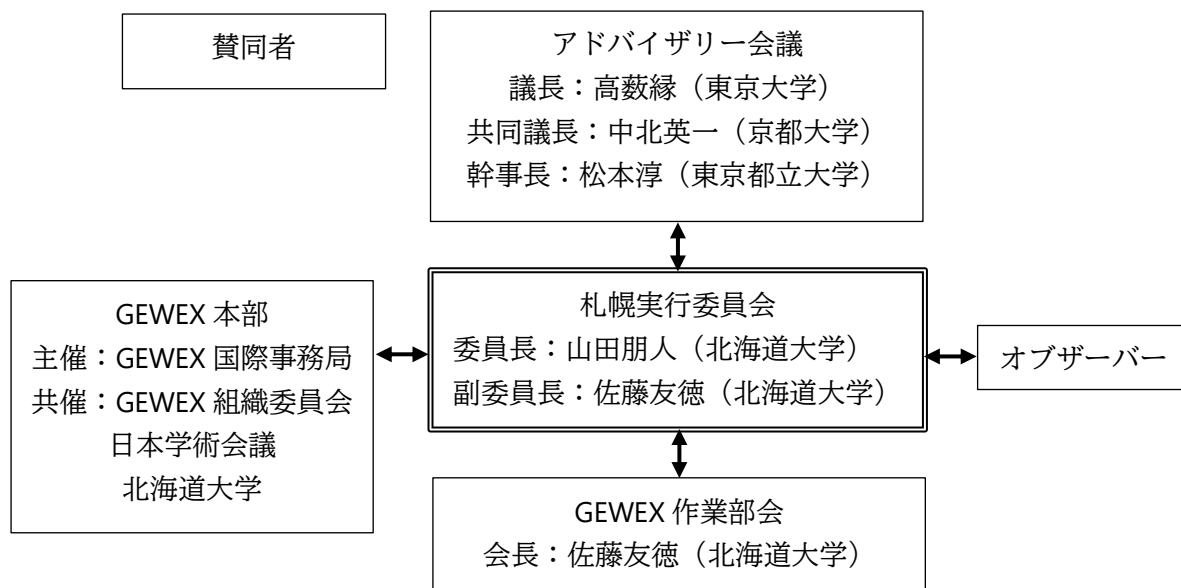 賛同者
アドバイザリー会議
議長：高薮縁（東京大学）
共同議長：中北英一（京都大学）
幹事長：松本淳（東京都立大学）
GEWEX 本部
主催：GEWEX 国際事務局
共催：GEWEX 組織委員会
日本学術会議
北海道大学
札幌実行委員会
委員長：山田朋人（北海道大学）
副委員長：佐藤友徳（北海道大学）
オブザーバー
GEWEX 作業部会
会長：佐藤友徳（北海道大学）